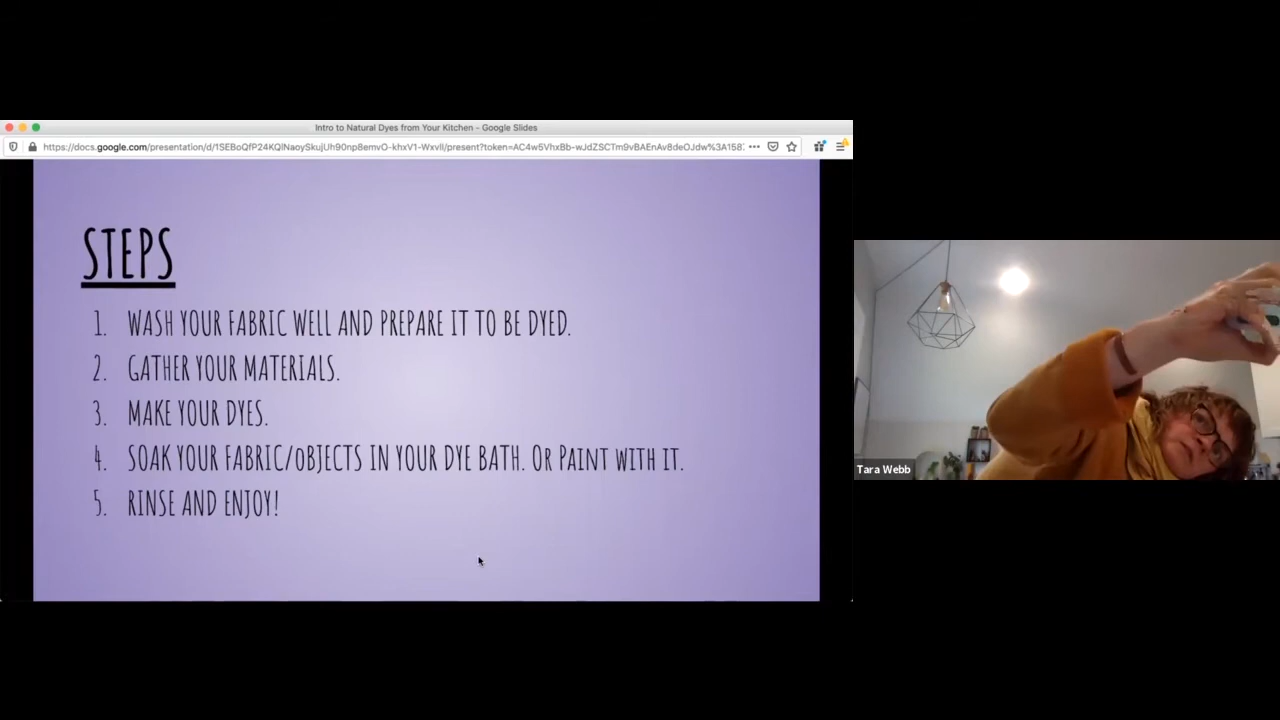 Intro to Natural Dyes from Your Kitchen - Google Slides
STEPS
1. WASH YOUR FABRIC WELL AND PREPARE IT TO BE DYED.
2. GATHER YOUR MATERIALS.
3. MAKE YOUR DYES.
4. SOAK YOUR FABRIC/OBJECTS IN YOUR DYE BATH. OR PAINT WITH IT.
5. RINSE AND ENJOY!
Tara Webb